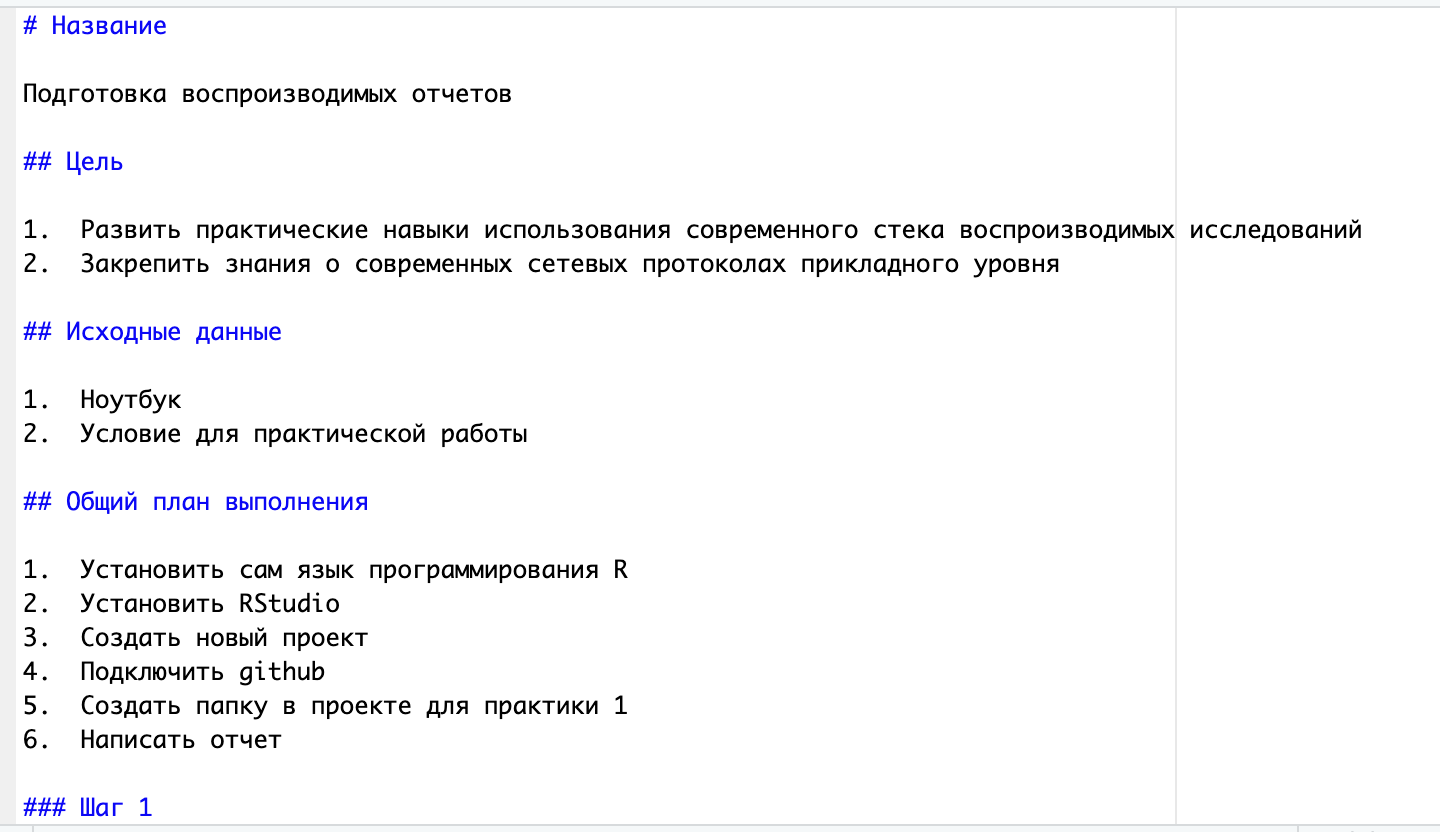 # Название
Подготовка воспроизводимых отчетов
## Цель
1.  Развить практические навыки использования современного стека воспроизводимых исследований
2.  Закрепить знания о современных сетевых протоколах прикладного уровня
## Исходные данные
1.  Ноутбук
2.  Условие для практической работы
## Общий план выполнения
1.  Установить сам язык программирования R
2.  Установить RStudio
3.  Создать новый проект
4.  Подключить github
5.  Создать папку в проекте для практики 1
6.  Написать отчет
### Шаг 1